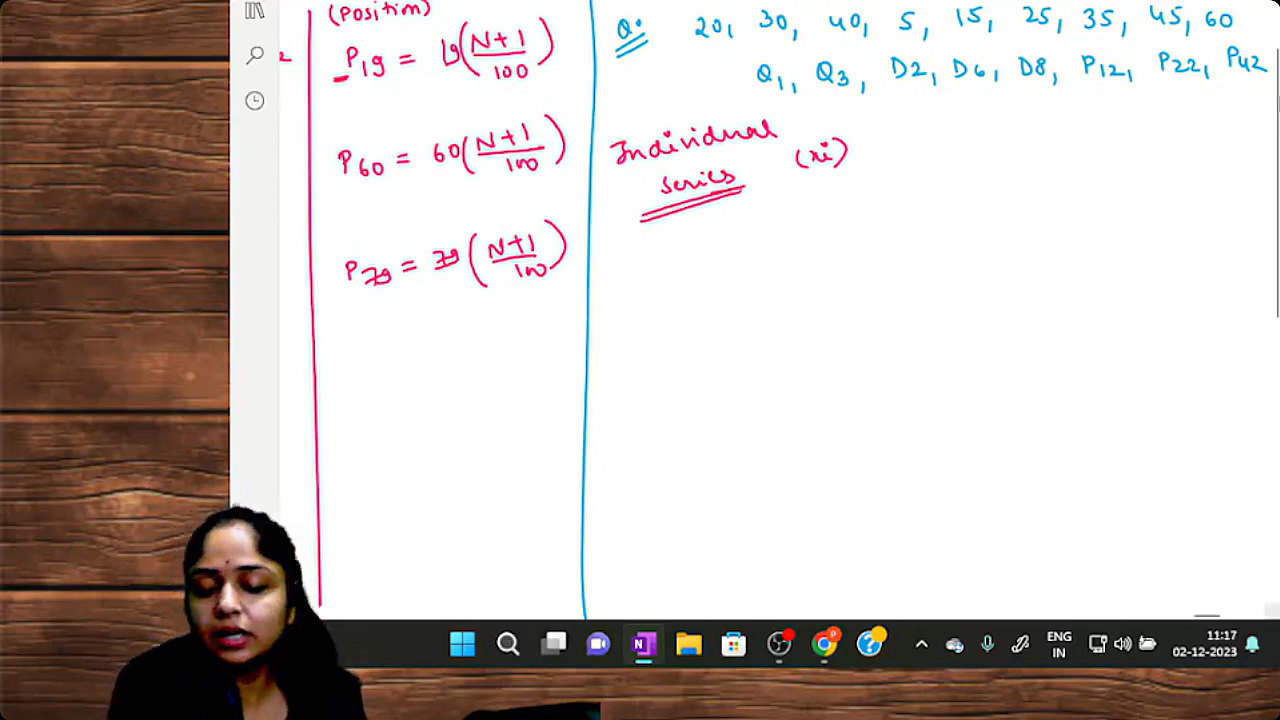 (Position)
P19 = 19(N+1/100)
P60 = 60(N+1/100)
P79 = 79(N+1/100)
Q: 20, 30, 40, 5, 15, 25, 35, 45, 60
Q1, Q3, D2, D6, D8, P12, P22, P42
Individual series (xi)
ENG
IN
11:17
02-12-2023